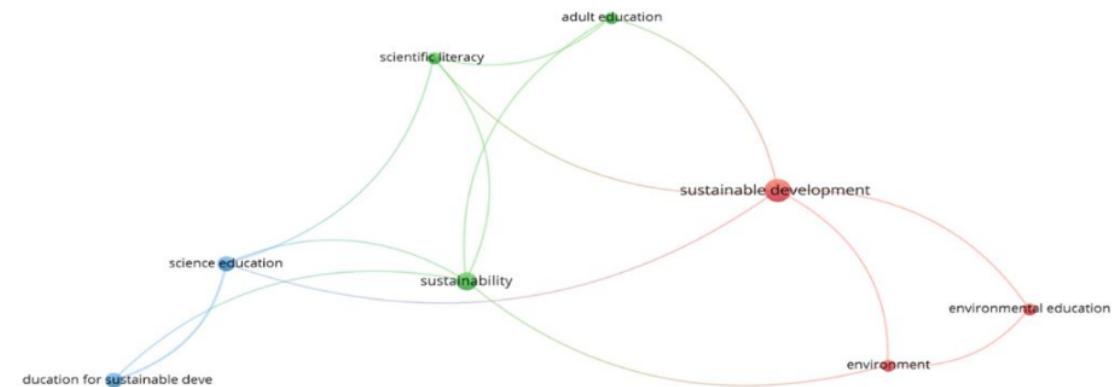 adult education
scientific literacy
sustainable development
science education
sustainability
environmental education
environment
ducation for sustainable deve